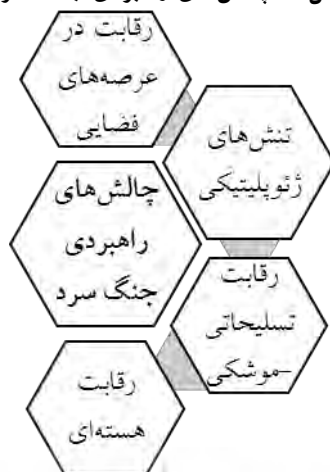 رقابت در
عرصه‌های
فضایی
تنش‌های
ژئوپلیتیکی
چالش‌های
راهبردی
جنگ سرد
رقابت
تسلیحاتی
-موشکی
رقابت
هسته‌ای